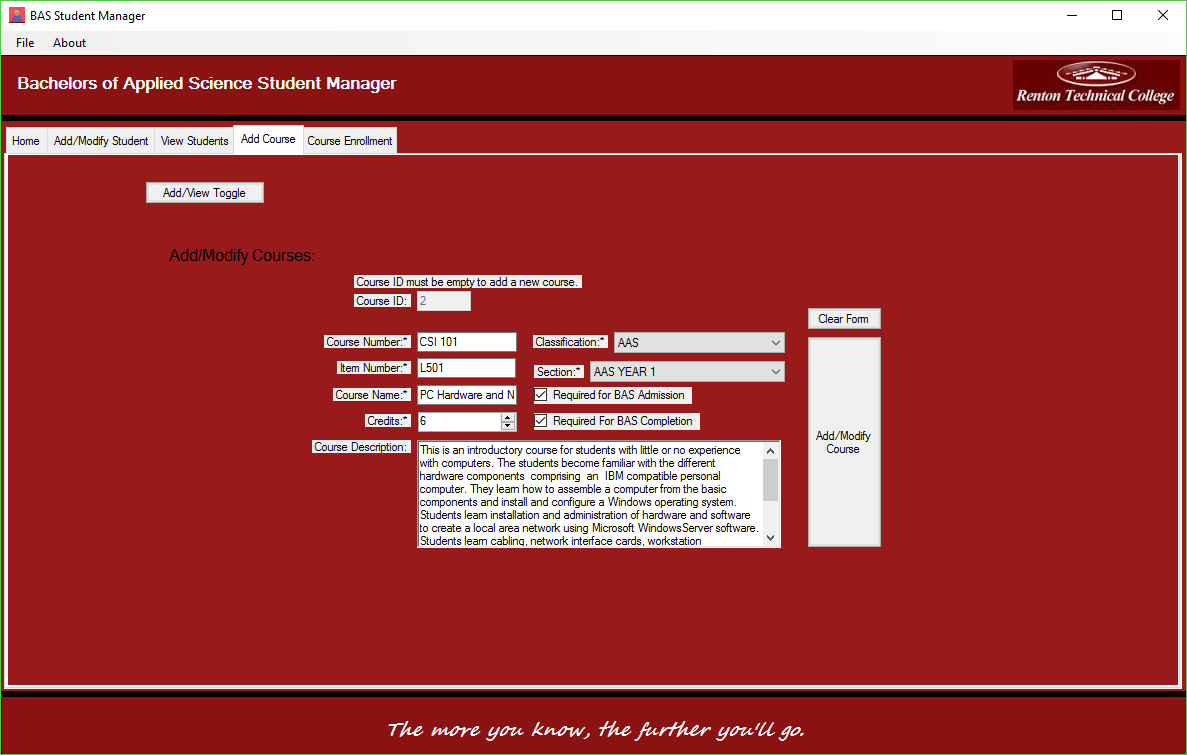 BAS Student Manager
File About
Bachelors of Applied Science Student Manager
Renton Technical College
Home Add/Modify Student View Students Add Course Course Enrollment
Add/View Toggle
Add/Modify Courses:
Course ID must be empty to add a new course.
Course ID: 2
Clear Form
Course Number:* CSI 101 Classification:* AAS
Item Number:* L501 Section:* AAS YEAR 1
Course Name:* PC Hardware and N Required for BAS Admission
Credits:* 6 Required For BAS Completion
Add/Modify
Course
Course Description:
This is an introductory course for students with little or no experience
with computers. The students become familiar with the different
hardware components comprising an IBM compatible personal
computer. They learn how to assemble a computer from the basic
components and install and configure a Windows operating system.
Students learn installation and administration of hardware and software
to create a local area network using Microsoft WindowsServer software.
Students learn cabling, network interface cards, workstation
The more you know, the further you'll go.